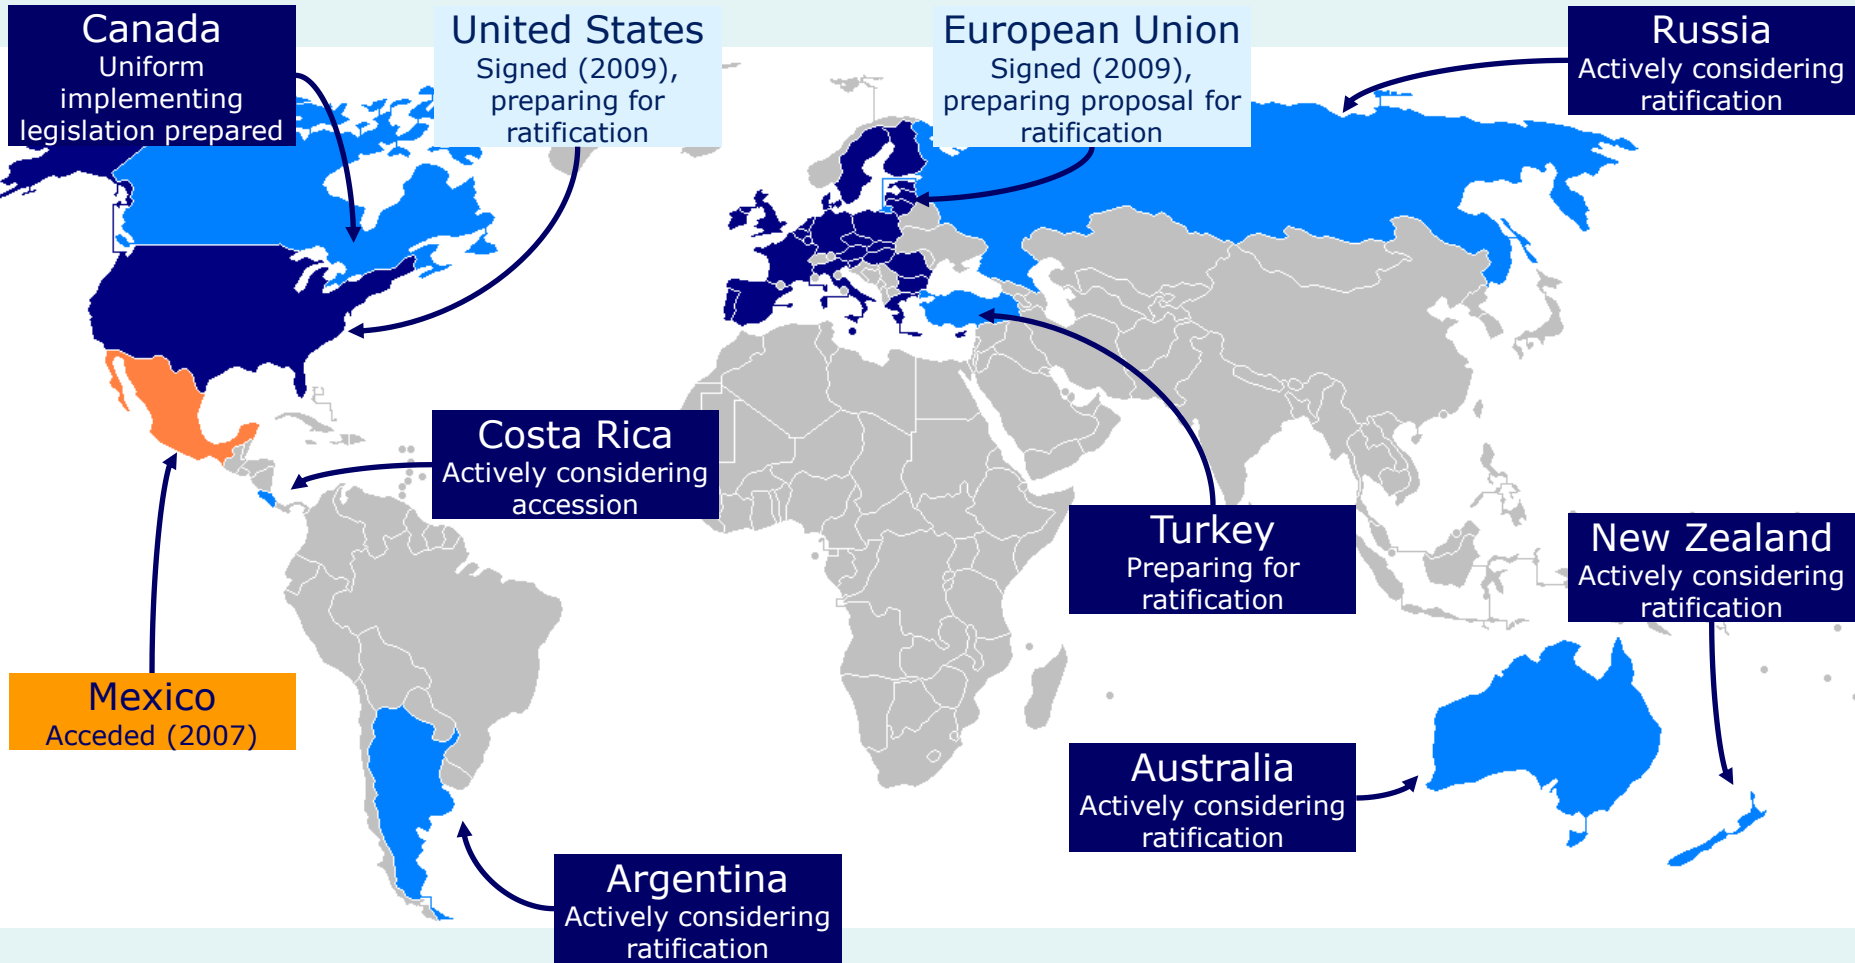 Canada
Uniform
implementing
legislation prepared
United States
Signed (2009),
preparing for
ratification
European Union
Signed (2009),
preparing proposal for
ratification
Russia
Actively considering
ratification
Costa Rica
Actively considering
accession
Turkey
Preparing for
ratification
New Zealand
Actively considering
ratification
Mexico
Acceded (2007)
Australia
Actively considering
ratification
Argentina
Actively considering
ratification